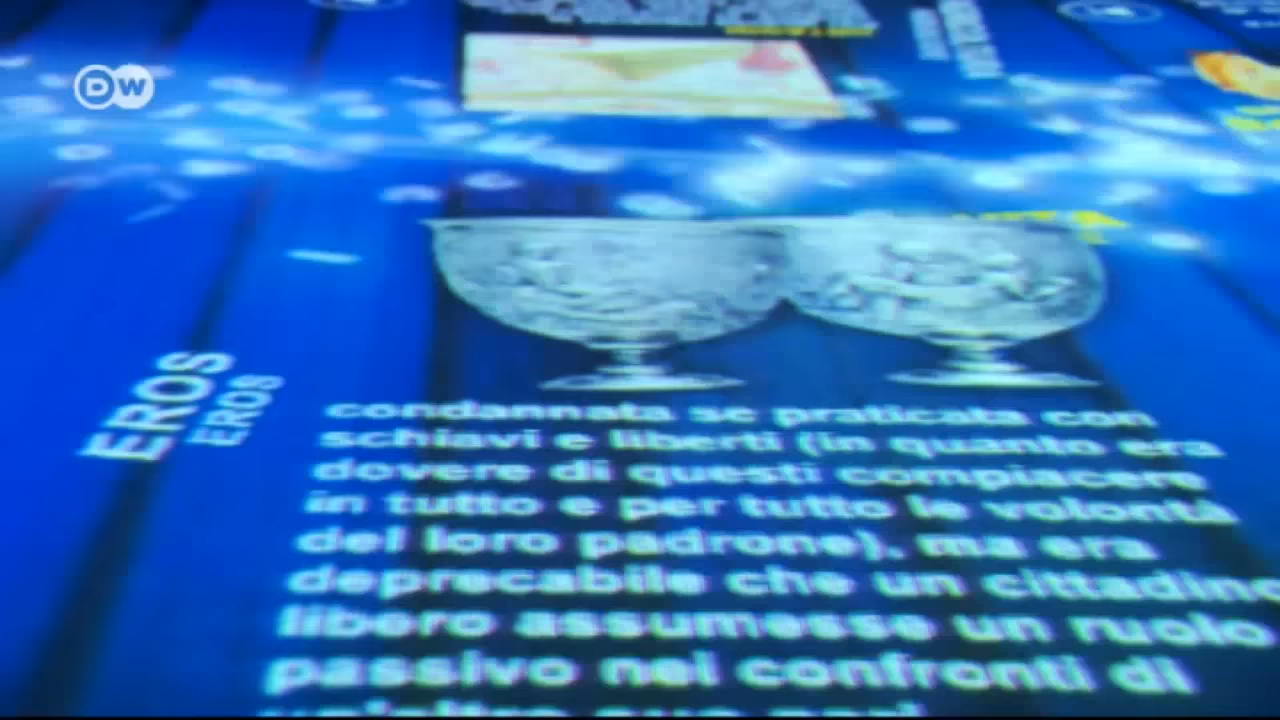 DW
EROS
EROS
condannata se praticata con
schiavi e liberti (in quanto era
dovere di questi compiacere
in tutto e per tutto le volontà
del loro padrone), ma era
deprecabile che un cittadino
libero assumesse un ruolo
passivo nei confronti di